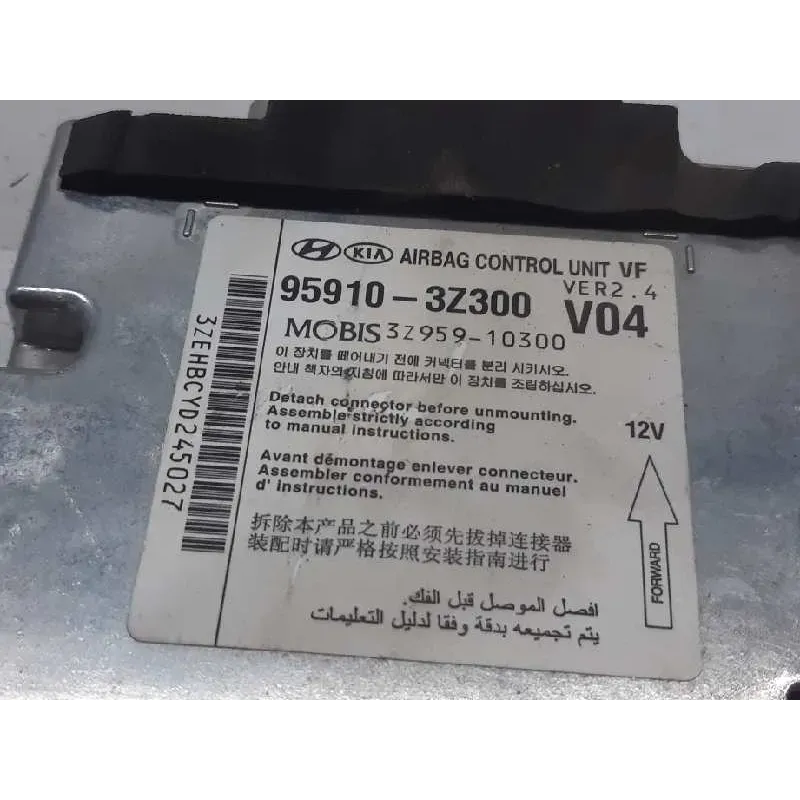 HYUNDAI KIA AIRBAG CONTROL UNIT VF
VER2.4
95910-3Z300 V04
MOBIS 3Z959-10300
이 장치를 떼어내기 전에 커넥터를 분리 시키시오.
안내 책자의 지침에 따라서만 이 장치를 조립하십시오.
Detach connector before unmounting.
Assemble strictly according
to manual instructions.
12V
Avant démontage enlever connecteur.
Assembler conformement au manuel
d' instructions.
拆除本产品之前必须先拔掉连接器
装配时请严格按照安装指南进行
FORWARD
افصل الموصل قبل الفك.
يتم تجميعه بدقة وفقا لدليل التعليمات
3ZEHBCYD245027